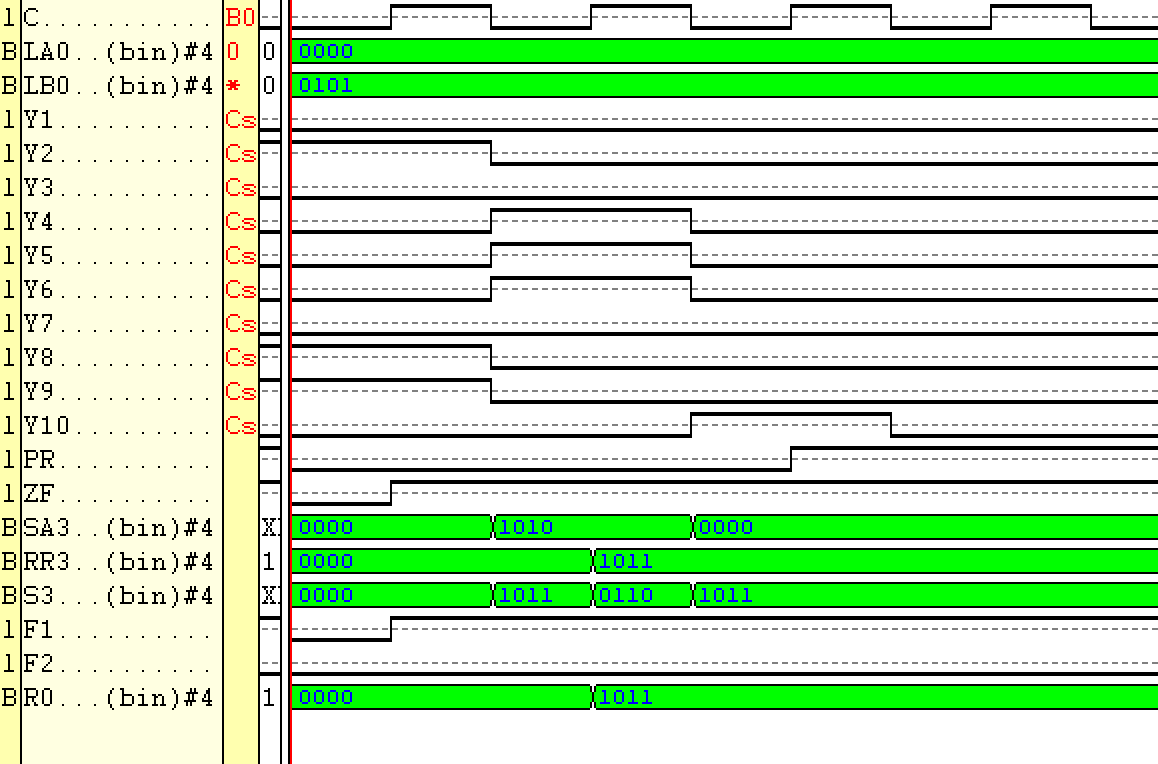 1 C........... B0
B LA0..(bin)#4 0 0 0000
B LB0..(bin)#4 * 0 0101
1 Y1.......... Cs
1 Y2.......... Cs
1 Y3.......... Cs
1 Y4.......... Cs
1 Y5.......... Cs
1 Y6.......... Cs
1 Y7.......... Cs
1 Y8.......... Cs
1 Y9.......... Cs
1 Y10......... Cs
1 PR..........
1 ZF..........
B SA3..(bin)#4 X 0000 1010 0000
B RR3..(bin)#4 1 0000 1011
B S3...(bin)#4 X 0000 1011 0110 1011
1 F1..........
1 F2..........
B R0...(bin)#4 1 0000 1011